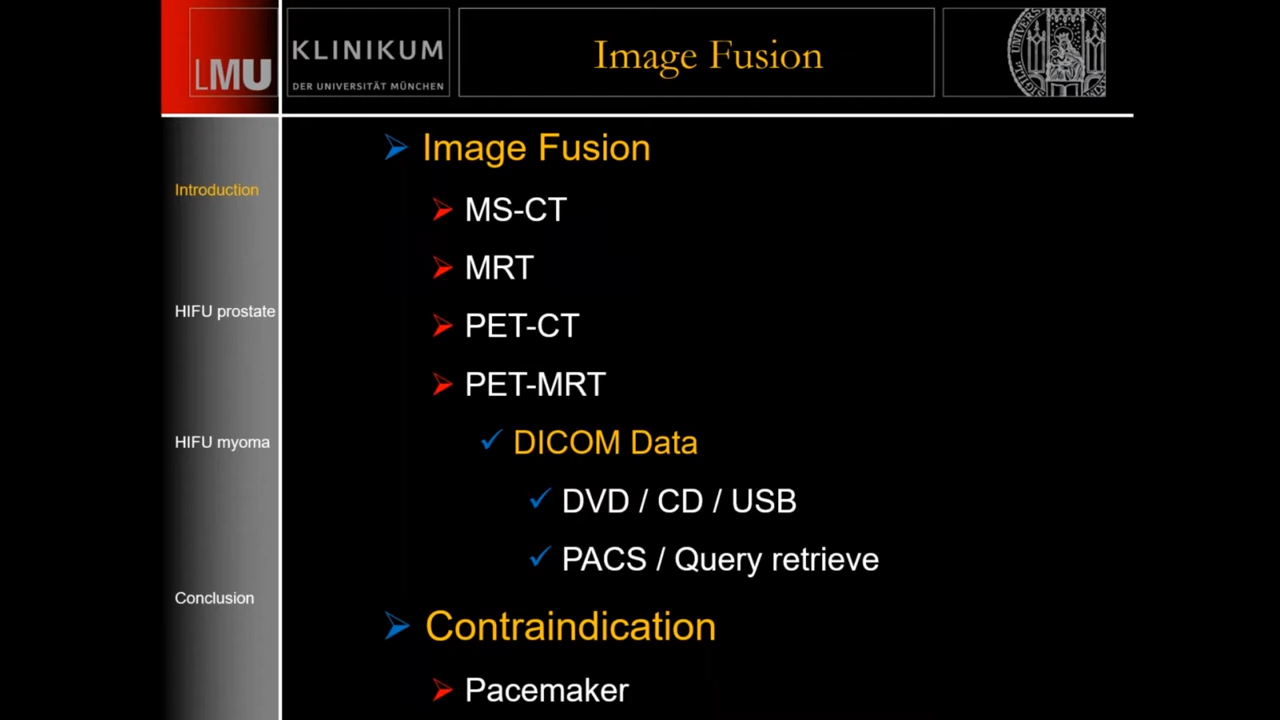 LMU
KLINIKUM
DER UNIVERSITÄT MÜNCHEN
Image Fusion
Introduction
HIFU prostate
HIFU myoma
Conclusion
Image Fusion
MS-CT
MRT
PET-CT
PET-MRT
DICOM Data
DVD / CD / USB
PACS / Query retrieve
Contraindication
Pacemaker